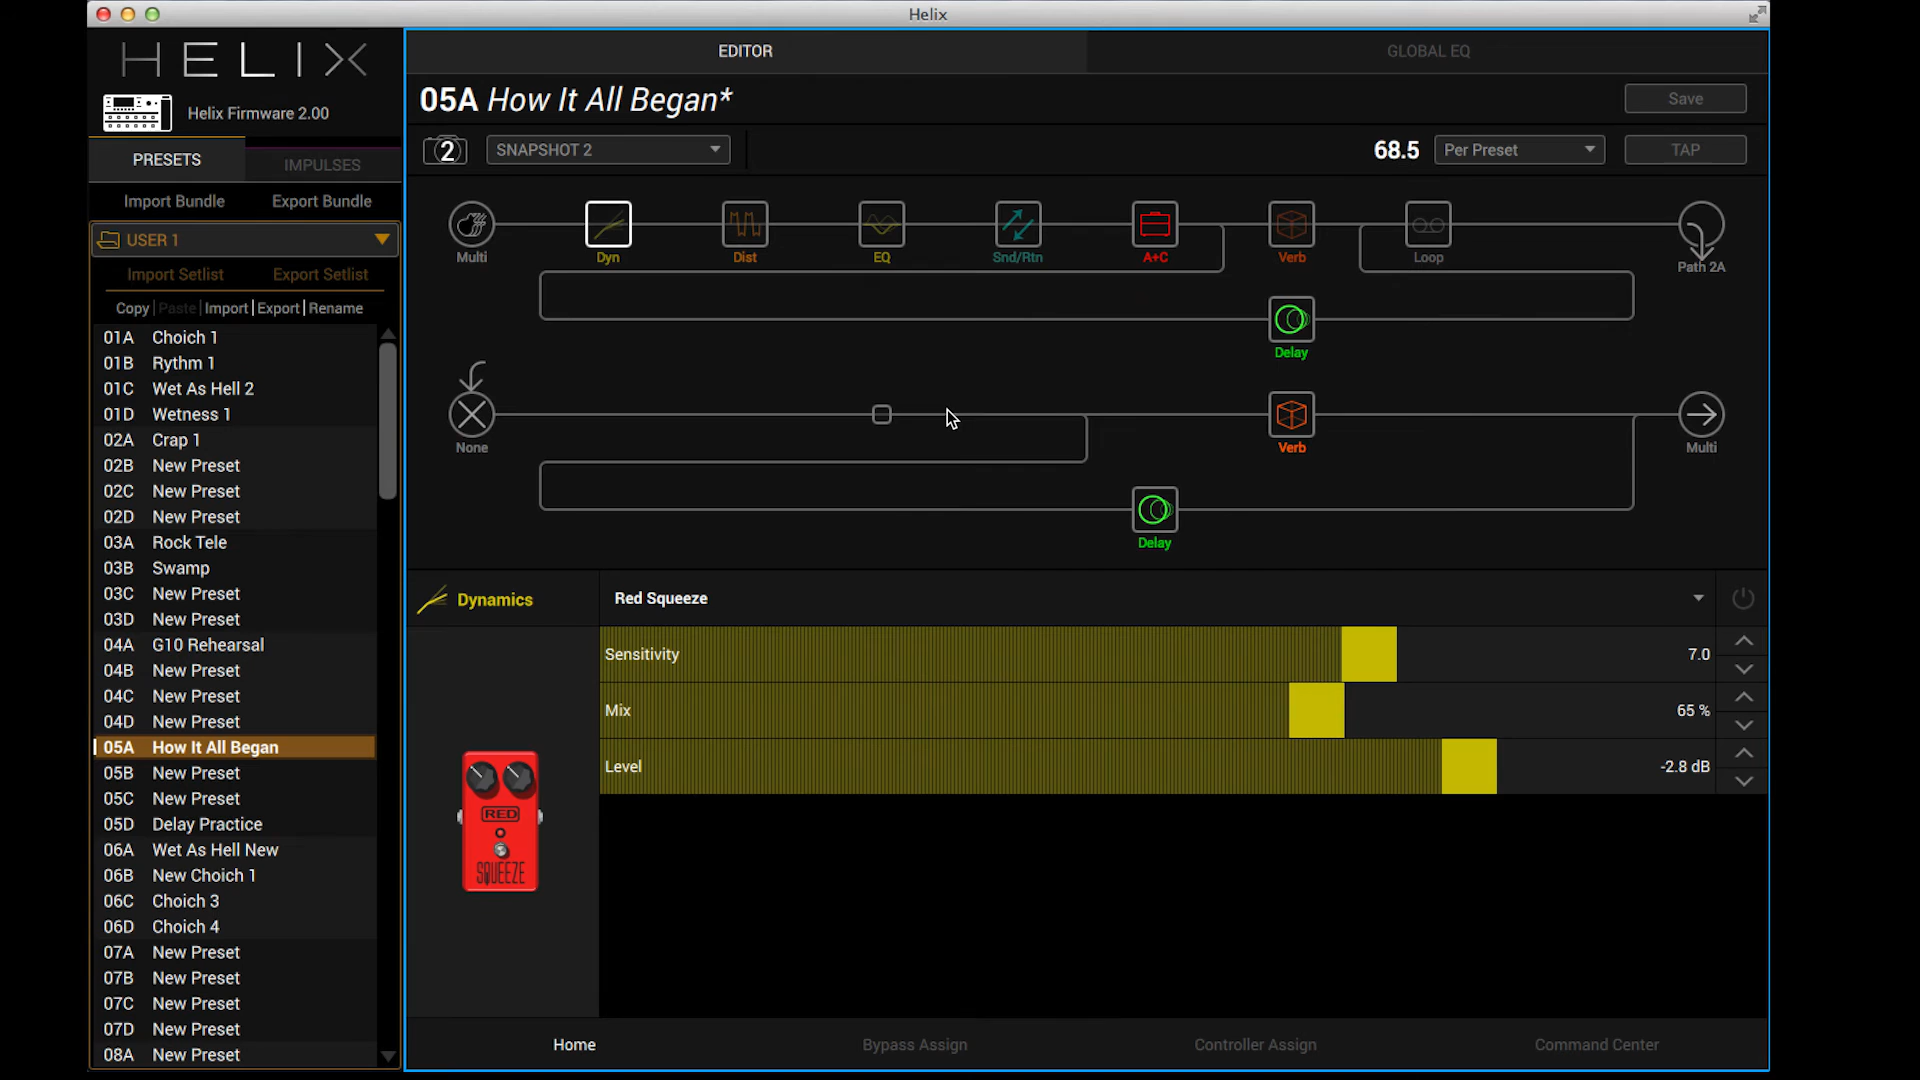 Helix
HELIX
Helix Firmware 2.00
PRESETS
IMPULSES
Import Bundle
Export Bundle
USER 1
Import Setlist
Export Setlist
Copy | Paste | Import | Export | Rename
01A Choich 1
01B Rythm 1
01C Wet As Hell 2
01D Wetness 1
02A Crap 1
02B New Preset
02C New Preset
02D New Preset
03A Rock Tele
03B Swamp
03C New Preset
03D New Preset
04A G10 Rehearsal
04B New Preset
04C New Preset
04D New Preset
05A How It All Began
05B New Preset
05C New Preset
05D Delay Practice
06A Wet As Hell New
06B New Choich 1
06C Choich 3
06D Choich 4
07A New Preset
07B New Preset
07C New Preset
07D New Preset
08A New Preset
EDITOR
GLOBAL EQ
05A How It All Began*
Save
2
SNAPSHOT 2
68.5
Per Preset
TAP
Multi
Dyn
Dist
EQ
Snd/Rtn
A+C
Verb
Loop
Path 2A
Delay
None
Verb
Multi
Delay
Dynamics
Red Squeeze
Sensitivity 7.0
Mix 65 %
Level -2.8 dB
RED
SQUEEZE
Home
Bypass Assign
Controller Assign
Command Center